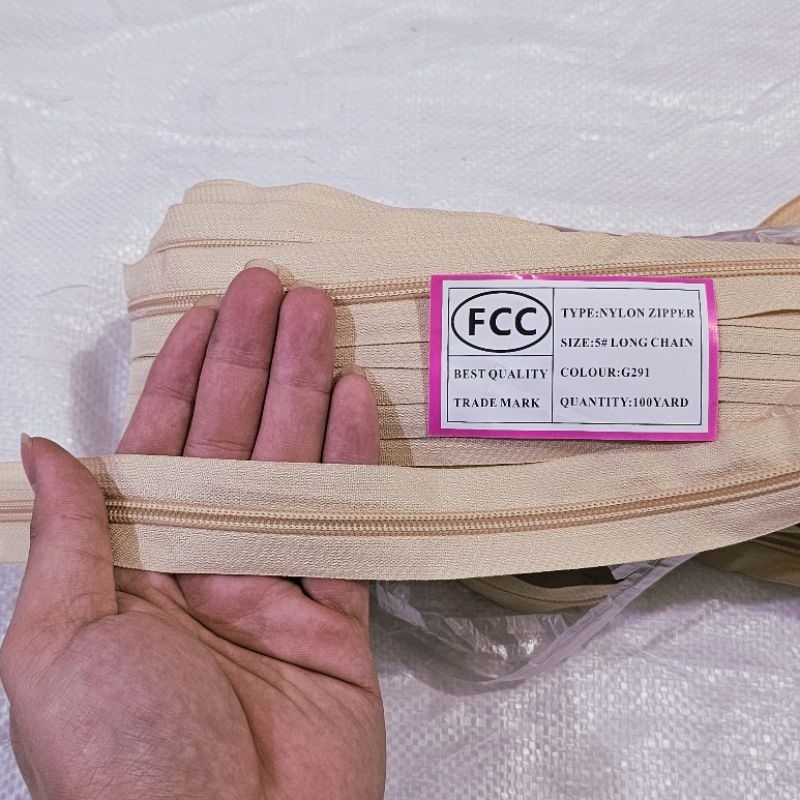 FCC
BEST QUALITY
TRADE MARK
TYPE:NYLON ZIPPER
SIZE:5# LONG CHAIN
COLOUR:G291
QUANTITY:100YARD